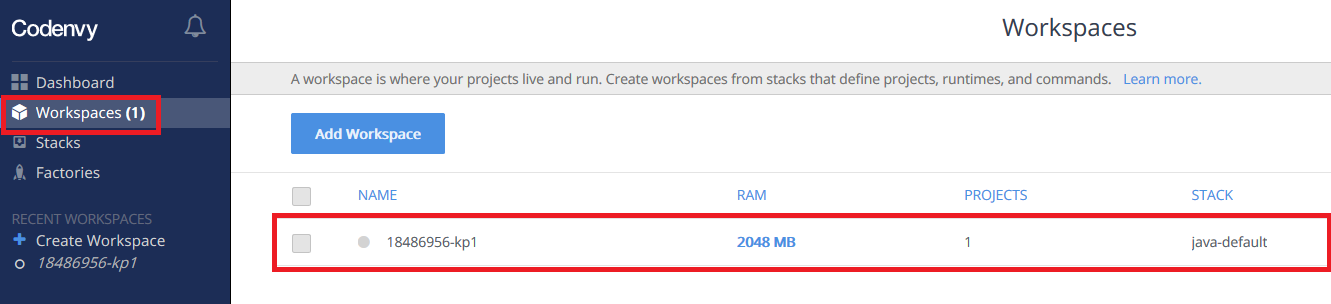 Codenvy
Dashboard
Workspaces (1)
Stacks
Factories
RECENT WORKSPACES
Create Workspace
18486956-kp1
Workspaces
A workspace is where your projects live and run. Create workspaces from stacks that define projects, runtimes, and commands. Learn more.
Add Workspace
NAME RAM PROJECTS STACK
18486956-kp1 2048 MB 1 java-default